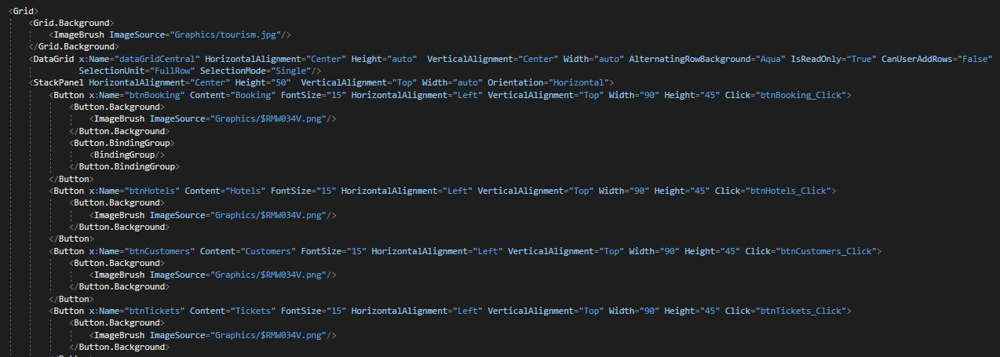 <Grid>
<Grid.Background>
<ImageBrush ImageSource="Graphics/tourism.jpg"/>
</Grid.Background>
<DataGrid x:Name="dataGridCentral" HorizontalAlignment="Center" Height="auto"  VerticalAlignment="Center" Width="auto" AlternatingRowBackground="Aqua" IsReadOnly="True" CanUserAddRows="False"
SelectionUnit="FullRow" SelectionMode="Single"/>
<StackPanel HorizontalAlignment="Center" Height="50"  VerticalAlignment="Top" Width="auto" Orientation="Horizontal">
<Button x:Name="btnBooking" Content="Booking" FontSize="15" HorizontalAlignment="Left" VerticalAlignment="Top" Width="90" Height="45" Click="btnBooking_Click">
<Button.Background>
<ImageBrush ImageSource="Graphics/$RMW034V.png"/>
</Button.Background>
<Button.BindingGroup>
<BindingGroup/>
</Button.BindingGroup>
</Button>
<Button x:Name="btnHotels" Content="Hotels" FontSize="15" HorizontalAlignment="Left" VerticalAlignment="Top" Width="90" Height="45" Click="btnHotels_Click">
<Button.Background>
<ImageBrush ImageSource="Graphics/$RMW034V.png"/>
</Button.Background>
</Button>
<Button x:Name="btnCustomers" Content="Customers" FontSize="15" HorizontalAlignment="Left" VerticalAlignment="Top" Width="90" Height="45" Click="btnCustomers_Click">
<Button.Background>
<ImageBrush ImageSource="Graphics/$RMW034V.png"/>
</Button.Background>
</Button>
<Button x:Name="btnTickets" Content="Tickets" FontSize="15" HorizontalAlignment="Left" VerticalAlignment="Top" Width="90" Height="45" Click="btnTickets_Click">
<Button.Background>
<ImageBrush ImageSource="Graphics/$RMW034V.png"/>
</Button.Background>